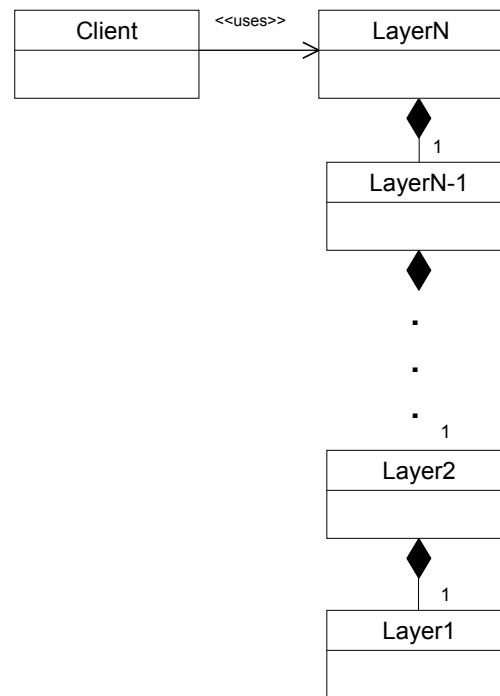 Client
<<uses>>
LayerN
1
LayerN-1
.
.
.
1
Layer2
1
Layer1